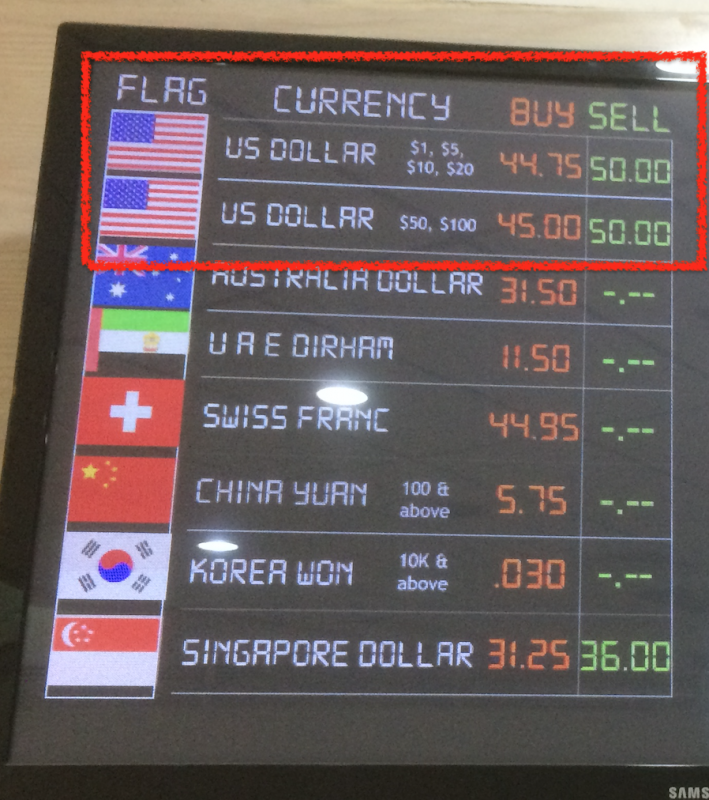 FLAG CURRENCY BUY SELL
US DOLLAR $1, $5, $10, $20 44.75 50.00
US DOLLAR $50, $100 45.00 50.00
AUSTRALIA DOLLAR 31.50 -.--
U A E DIRHAM 11.50 -.--
SWISS FRANC 44.95 -.--
CHINA YUAN 100 & above 5.75 -.--
KOREA WON 10K & above .030 -.--
SINGAPORE DOLLAR 31.25 36.00
SAMS